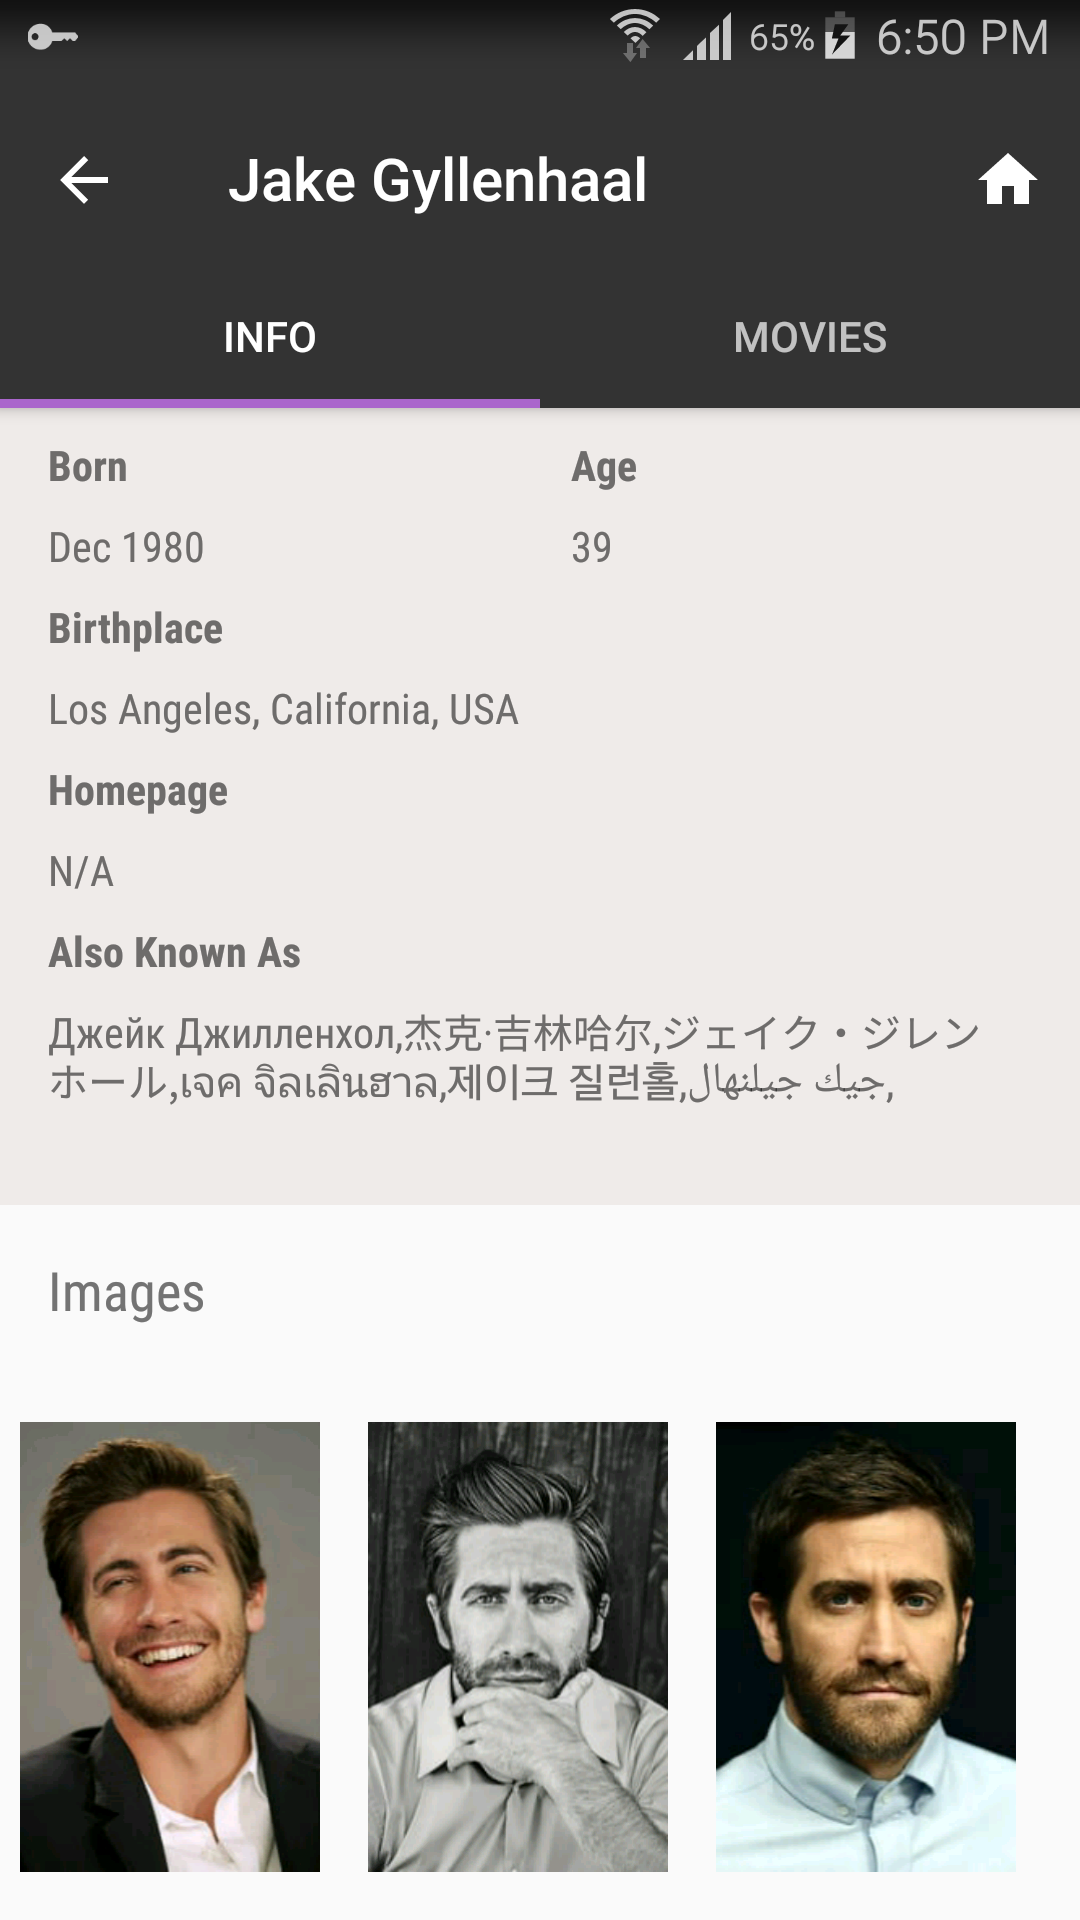 65% 6:50 PM
Jake Gyllenhaal
INFO MOVIES
Born Age
Dec 1980 39
Birthplace
Los Angeles, California, USA
Homepage
N/A
Also Known As
Джейк Джилленхол,杰克·吉林哈尔,ジェイク・ジレン
ホール,เจค จิลเลินฮาล,제이크 질런홀,جيك جيلنهال,
Images